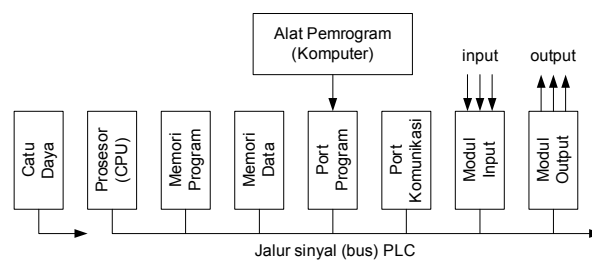 Alat Pemrogram
(Komputer)
input
output
Catu
Daya
Prosesor
(CPU)
Memori
Program
Memori
Data
Port
Program
Port
Komunikasi
Modul
Input
Modul
Output
Jalur sinyal (bus) PLC